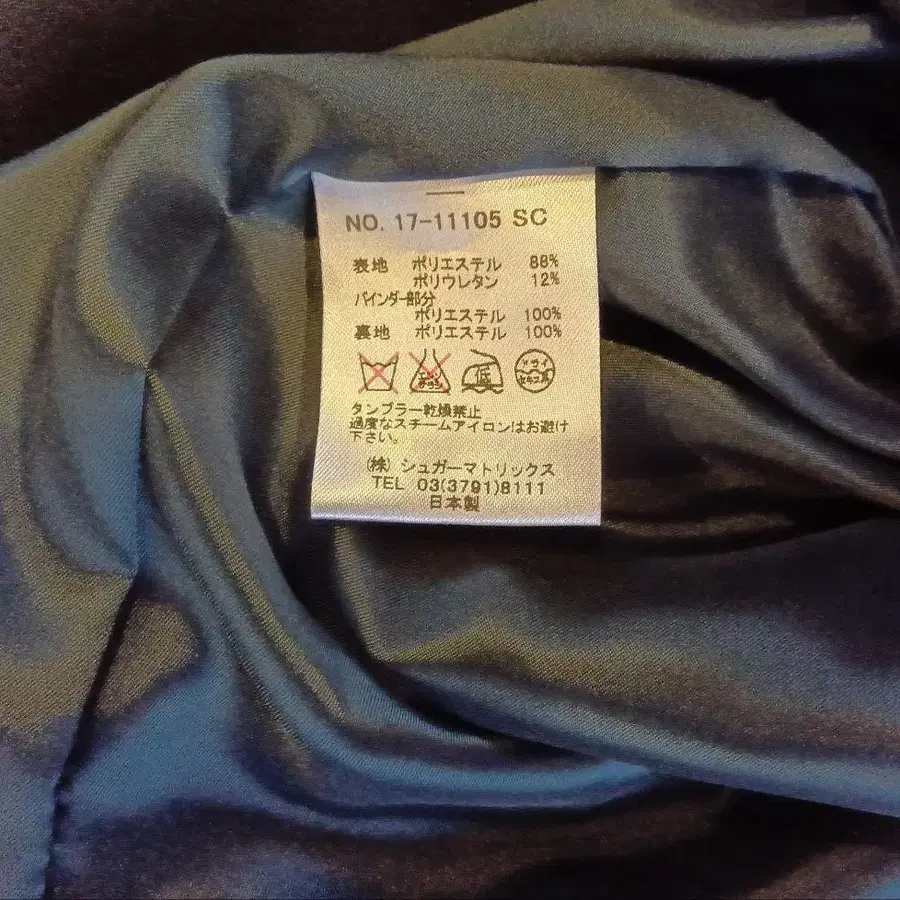 NO. 17-11105 SC
表地 ポリエステル 88%
ポリウレタン 12%
バインダー部分
ポリエステル 100%
裏地 ポリエステル 100%
低
タンブラー乾燥禁止
過度なスチームアイロンはお避け
下さい。
(株) シュガーマトリックス
TEL 03(3791)8111
日本製